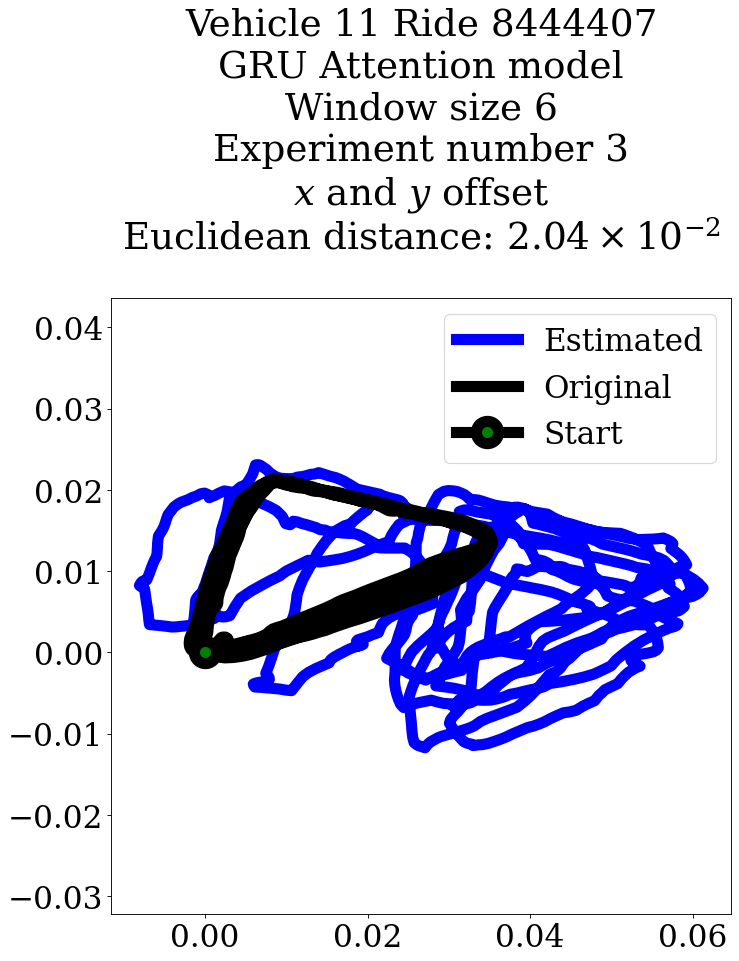 Vehicle 11 Ride 8444407
GRU Attention model
Window size 6
Experiment number 3
x and y offset
Euclidean distance: 2.04 × 10⁻²
Estimated
Original
Start
0.04
0.03
0.02
0.01
0.00
−0.01
−0.02
−0.03
0.00 0.02 0.04 0.06